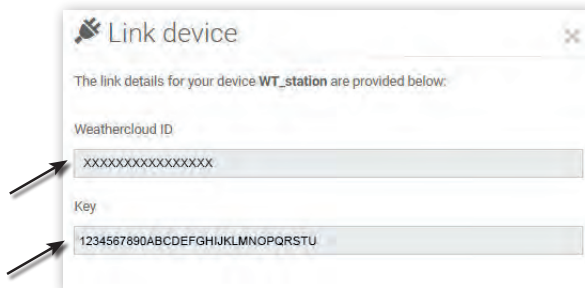 Link device
The link details for your device WT_station are provided below:
Weathercloud ID
XXXXXXXXXXXXXXXX
Key
1234567890ABCDEFGHIJKLMNOPQRSTU